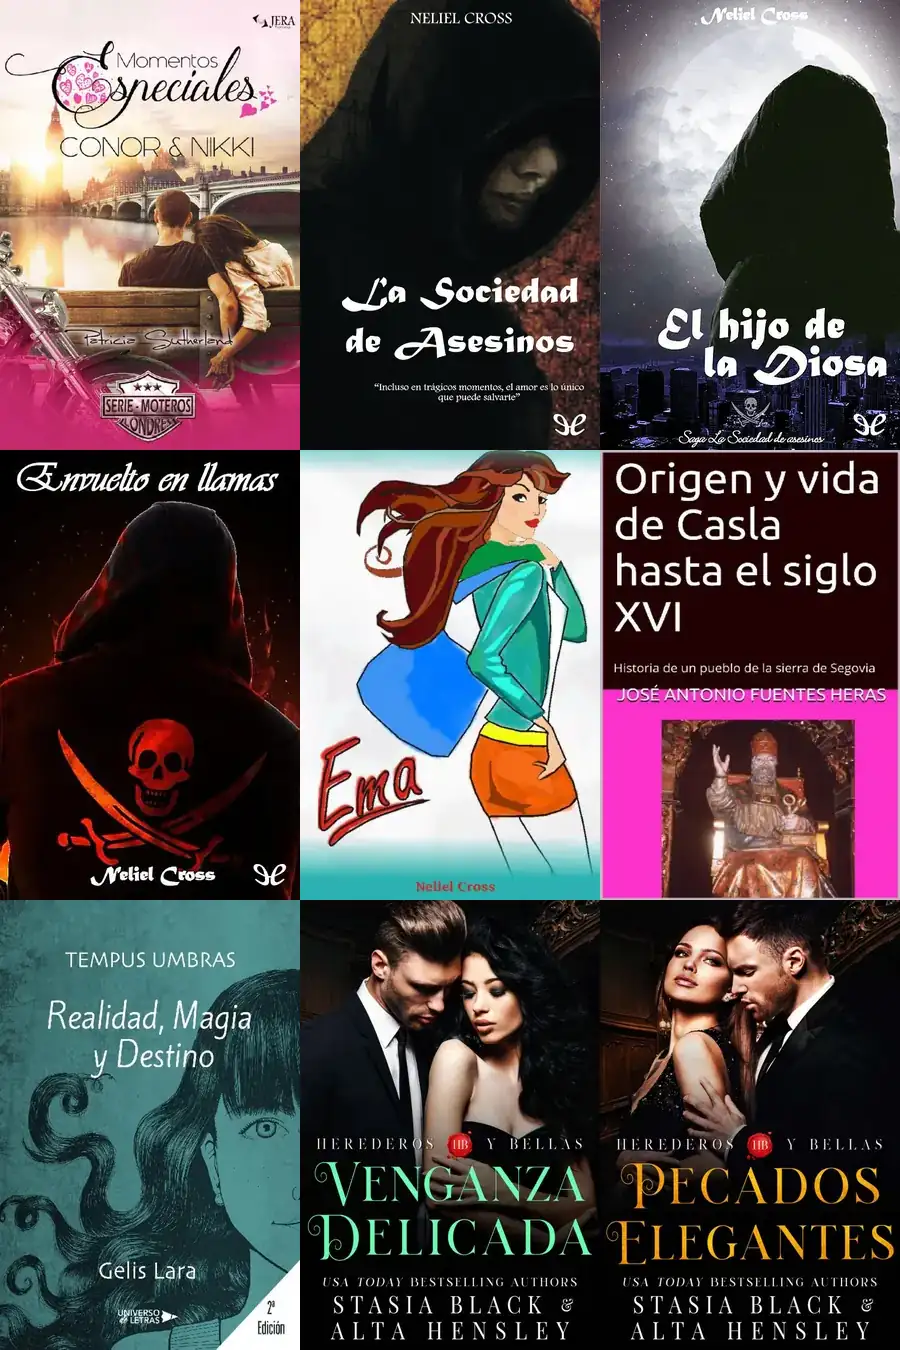 JERA
Momentos
Especiales
CONOR & NIKKI
Patricia Sutherland
SERIE - MOTEROS
LONDRES
NELIEL CROSS
La Sociedad
de Asesinos
“Incluso en trágicos momentos, el amor es lo único
que puede salvarte”
Neliel Cross
El hijo de
la Diosa
Saga La Sociedad de asesinos
Envuelto en llamas
Neliel Cross
Ema
Neliel Cross
Origen y vida
de Casla
hasta el siglo
XVI
Historia de un pueblo de la sierra de Segovia
JOSÉ ANTONIO FUENTES HERAS
TEMPUS UMBRAS
Realidad, Magia
y Destino
Gelis Lara
UNIVERSO
de LETRAS
2ª
Edición
HEREDEROS HB Y BELLAS
VENGANZA
DELICADA
USA TODAY BESTSELLING AUTHORS
STASIA BLACK &
ALTA HENSLEY
HEREDEROS HB Y BELLAS
PECADOS
ELEGANTES
USA TODAY BESTSELLING AUTHORS
STASIA BLACK &
ALTA HENSLEY